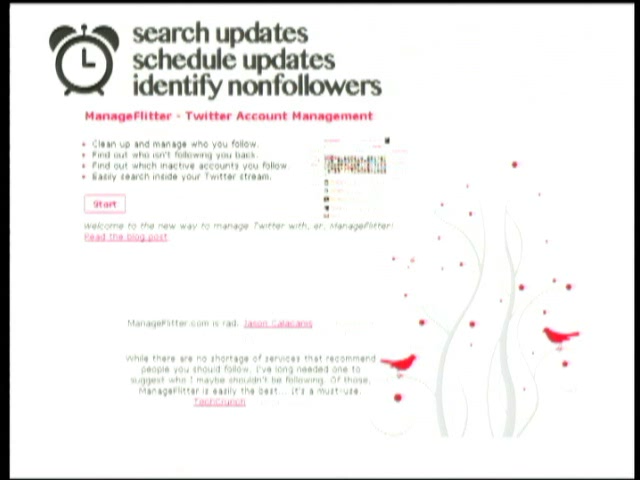 search updates
schedule updates
identify nonfollowers
ManageFlitter - Twitter Account Management
Clean up and manage who you follow.
Find out who isn't following you back.
Find out which inactive accounts you follow.
Easily search inside your Twitter stream.
Start
Welcome to the new way to manage Twitter with, er, ManageFlitter!
Read the blog post
ManageFlitter.com is rad. Jason Calacanis
While there are no shortage of services that recommend
people you should follow, I've long needed one to
suggest who I maybe shouldn't be following. Of those,
ManageFlitter is easily the best... it's a must-use.
TechCrunch